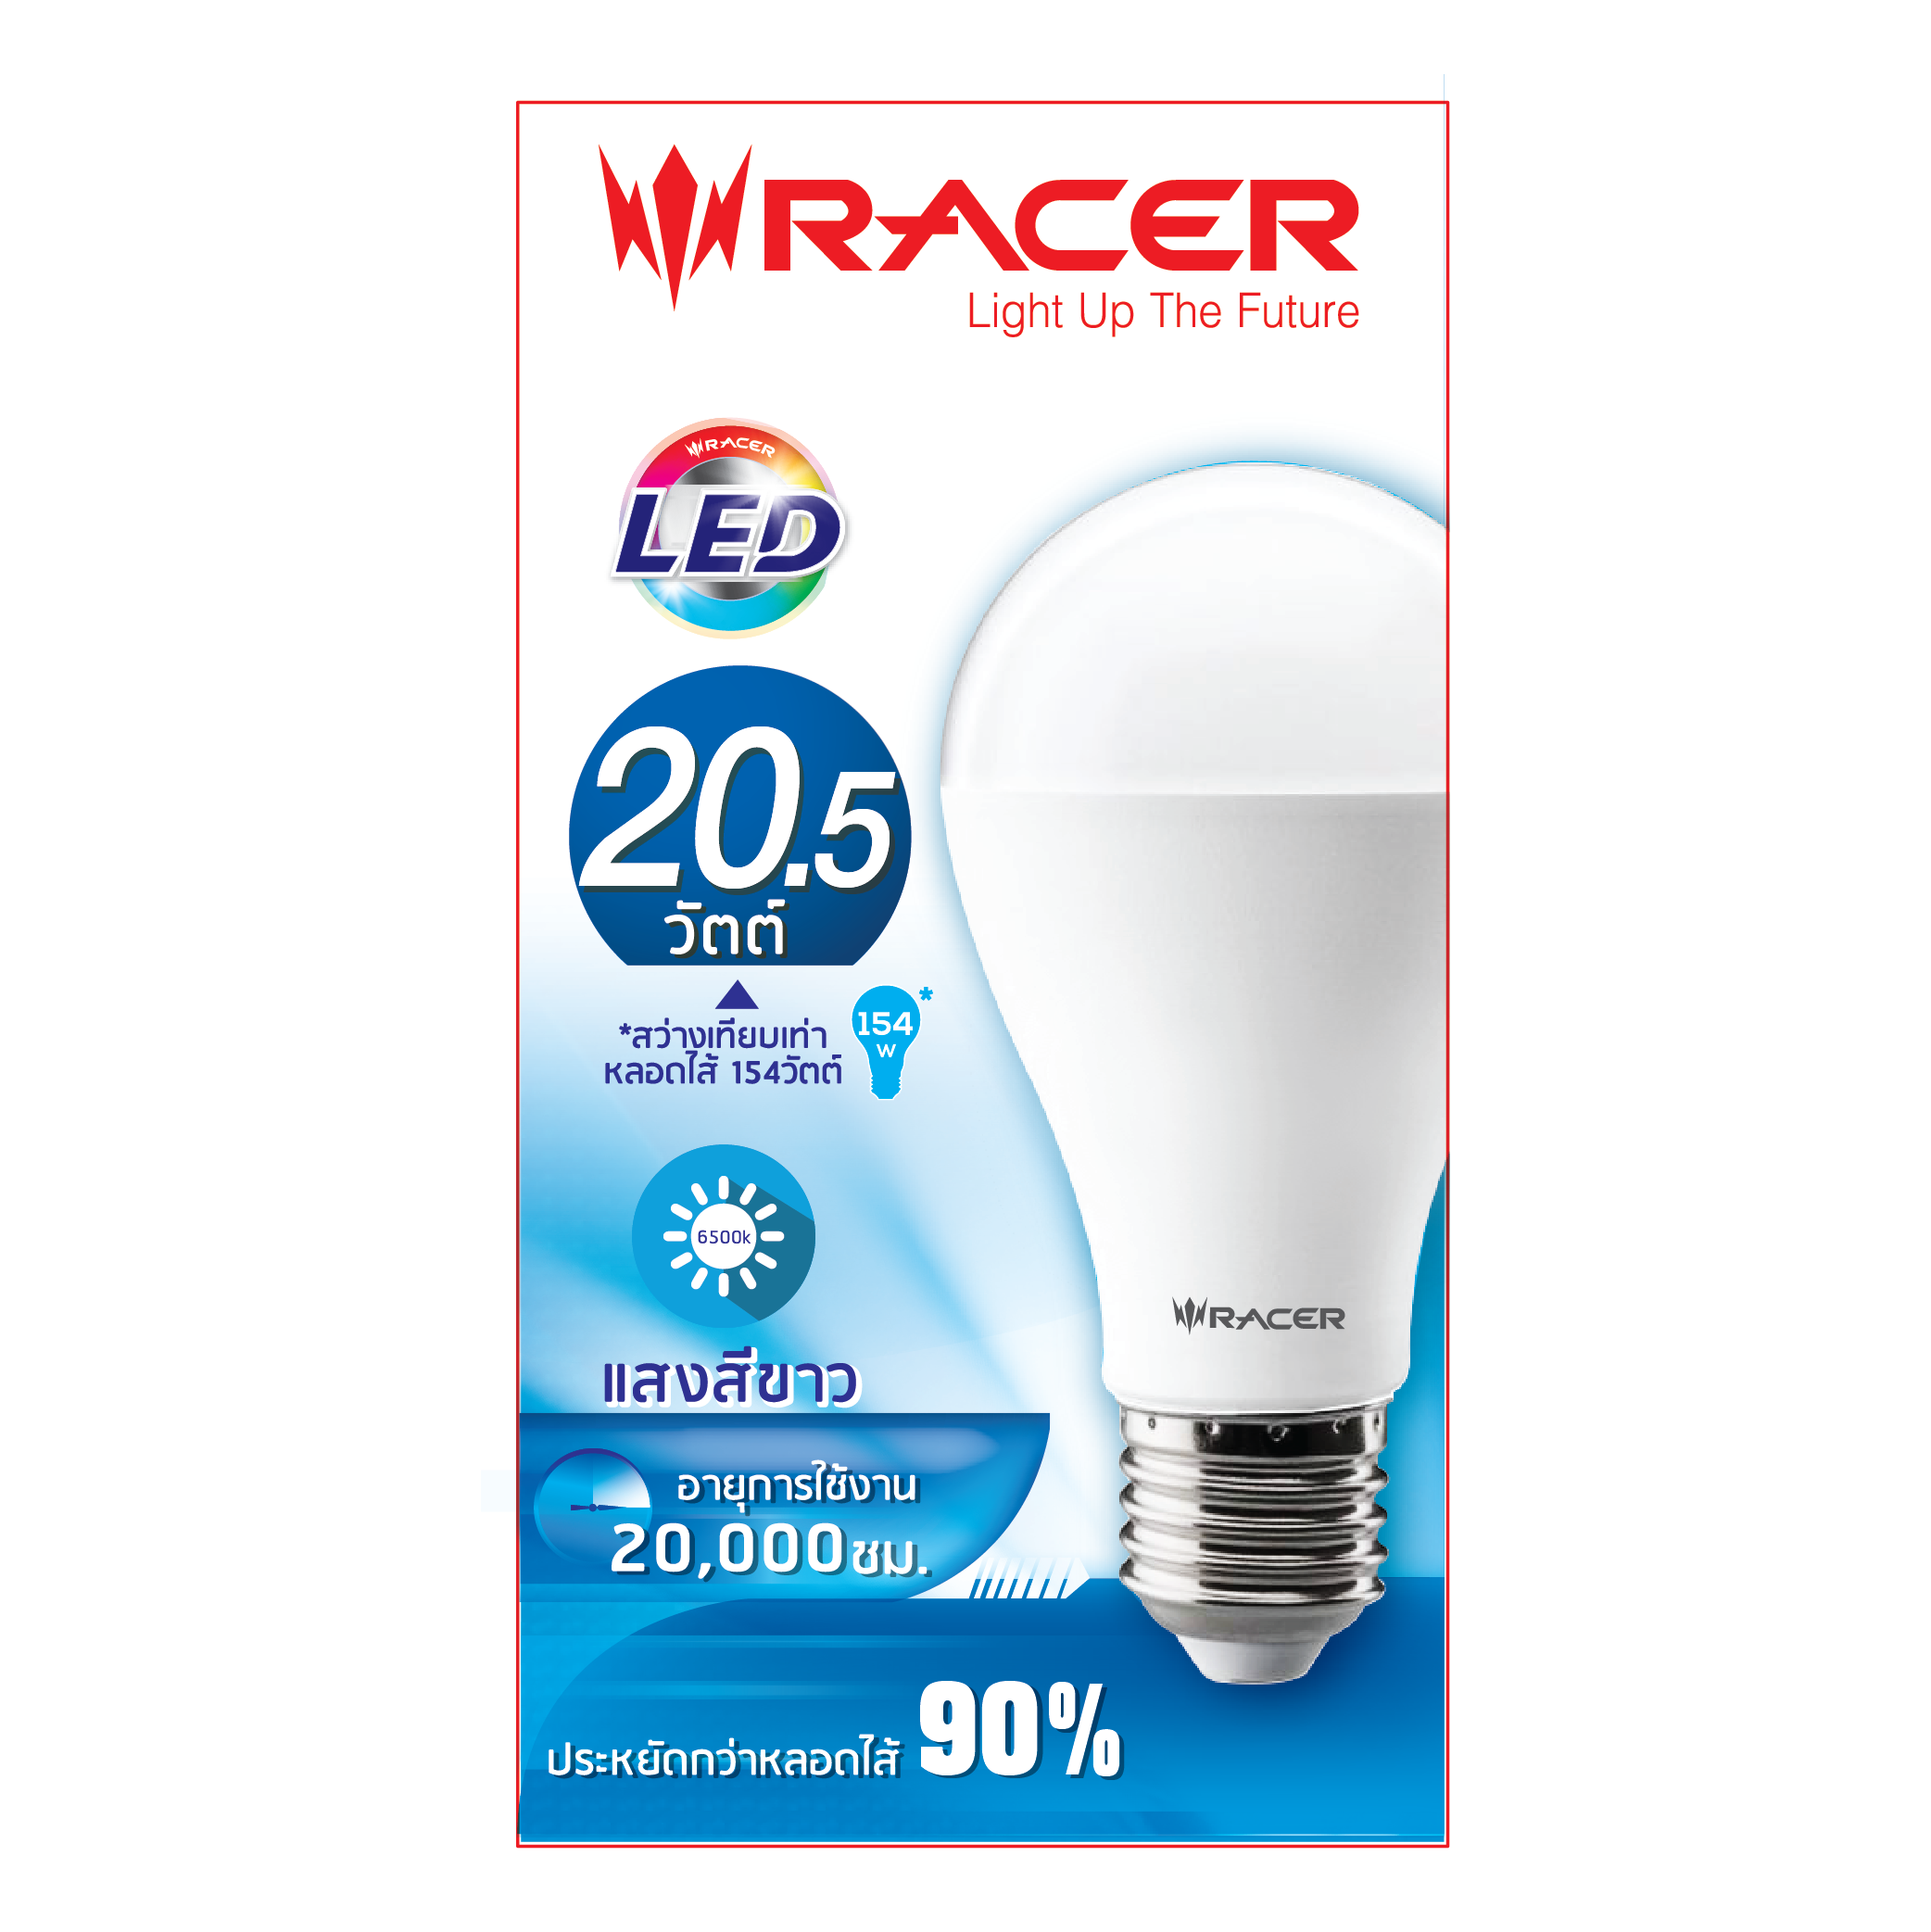 RACER
Light Up The Future
RACER
LED
20.5
วัตต์
*สว่างเทียบเท่า
หลอดไส้ 154วัตต์
154
W
*
6500k
แสงสีขาว
RACER
อายุการใช้งาน
20,000 ชม.
ประหยัดกว่าหลอดไส้ 90%